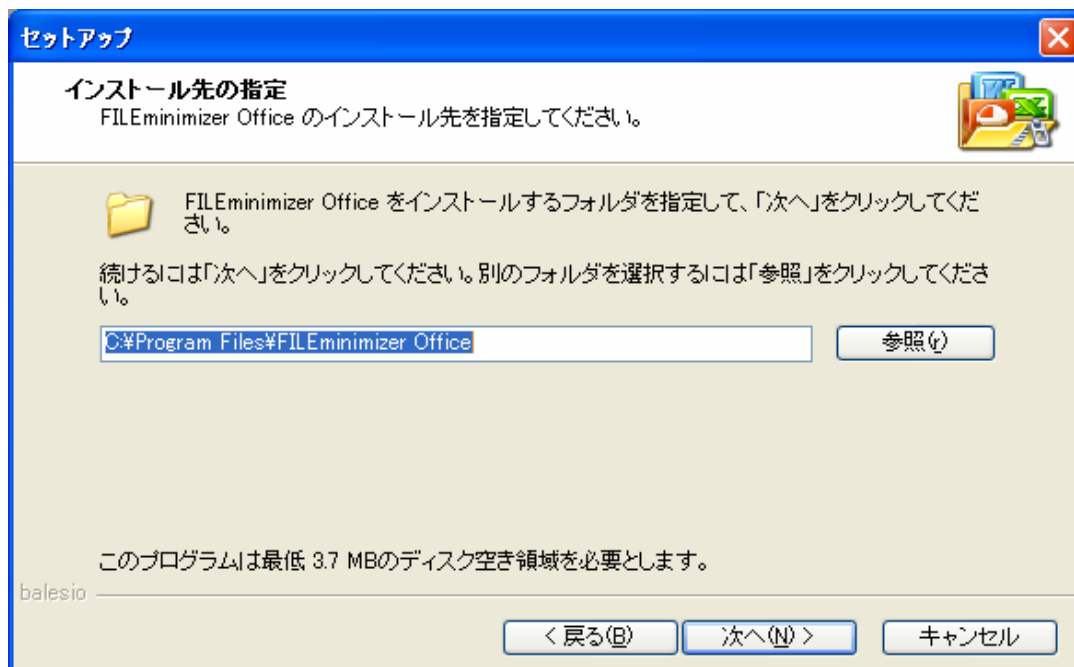 セットアップ
インストール先の指定
FILEminimizer Office のインストール先を指定してください。
FILEminimizer Office をインストールするフォルダを指定して、「次へ」をクリックしてくだ
さい。
続けるには「次へ」をクリックしてください。別のフォルダを選択するには「参照」をクリックしてくださ
い。
C:¥Program Files¥FILEminimizer Office
参照(r)
このプログラムは最低 3.7 MBのディスク空き領域を必要とします。
balesio
< 戻る(B)
次へ(N) >
キャンセル